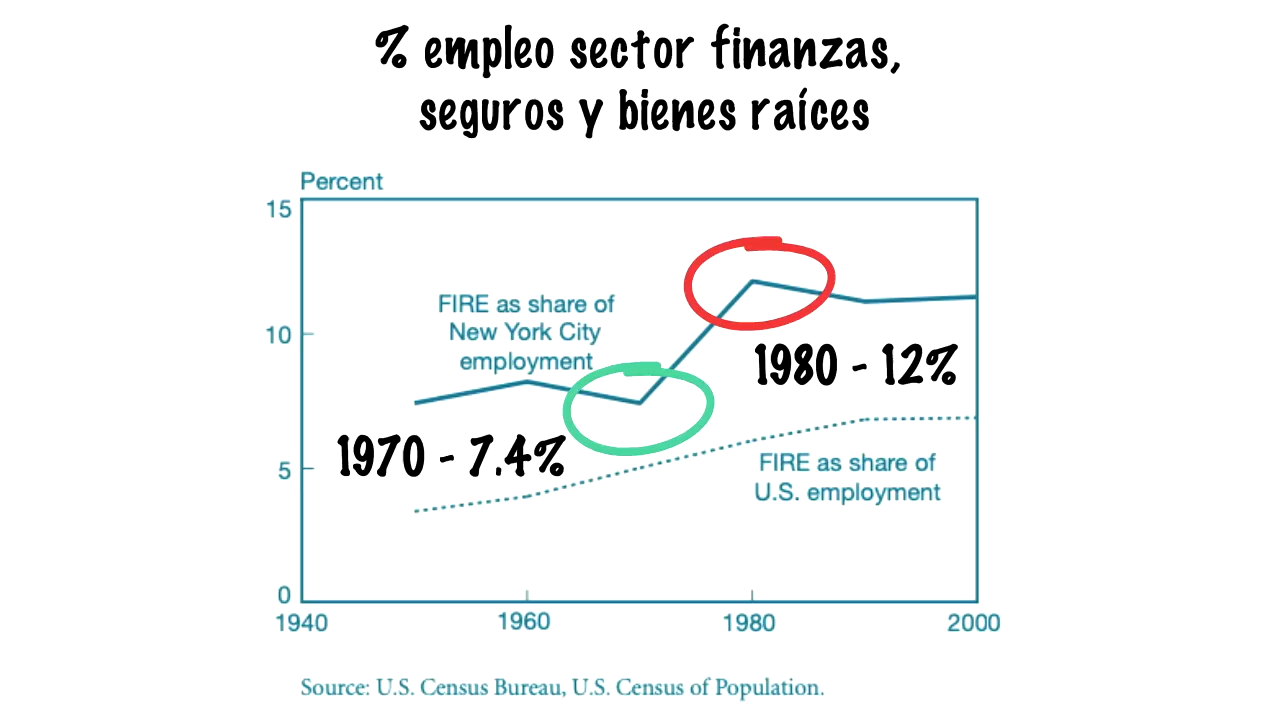 % empleo sector finanzas,
seguros y bienes raíces
Percent
15
FIRE as share of
New York City
employment
10
1980 - 12%
1970 - 7.4%
5
FIRE as share of
U.S. employment
0
1940
1960
1980
2000
Source: U.S. Census Bureau, U.S. Census of Population.